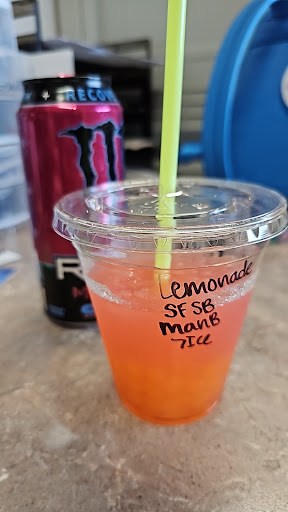 RECOV
R
M
Lemonade
SF SB
ManB
7Ice